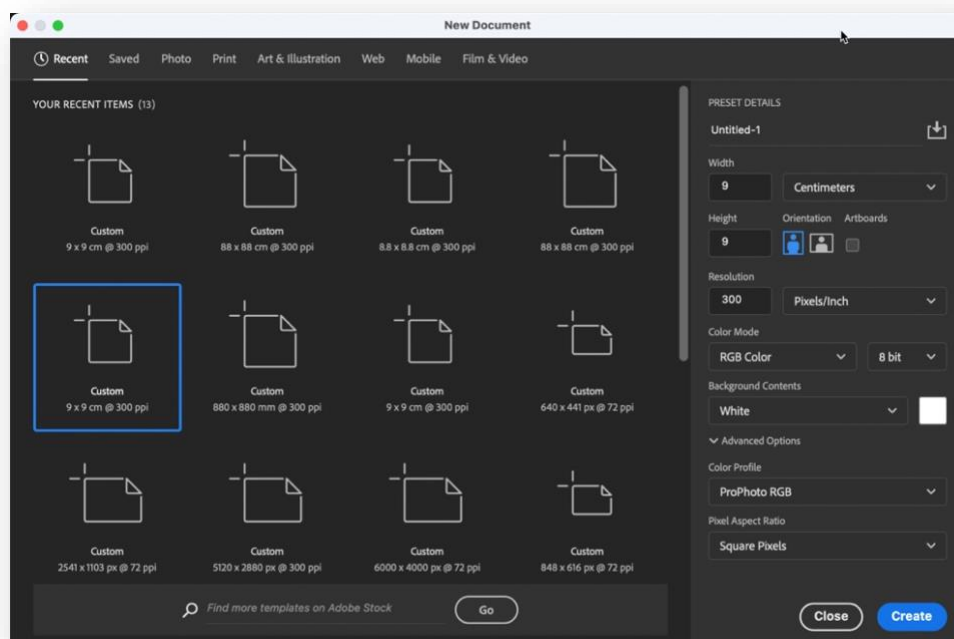 New Document
Recent Saved Photo Print Art & Illustration Web Mobile Film & Video
YOUR RECENT ITEMS (13)
Custom Custom Custom Custom
9 x 9 cm @ 300 ppi 88 x 88 cm @ 300 ppi 8.8 x 8.8 cm @ 300 ppi 88 x 88 cm @ 300 ppi
Custom Custom Custom Custom
9 x 9 cm @ 300 ppi 880 x 880 mm @ 300 ppi 9 x 9 cm @ 300 ppi 640 x 441 px @ 72 ppi
Custom Custom Custom Custom
2541 x 1103 px @ 72 ppi 5120 x 2880 px @ 300 ppi 6000 x 4000 px @ 72 ppi 848 x 616 px @ 72 ppi
Find more templates on Adobe Stock Go
PRESET DETAILS
Untitled-1
Width
9 Centimeters
Height Orientation Artboards
9
Resolution
300 Pixels/Inch
Color Mode
RGB Color 8 bit
Background Contents
White
Advanced Options
Color Profile
ProPhoto RGB
Pixel Aspect Ratio
Square Pixels
Close Create